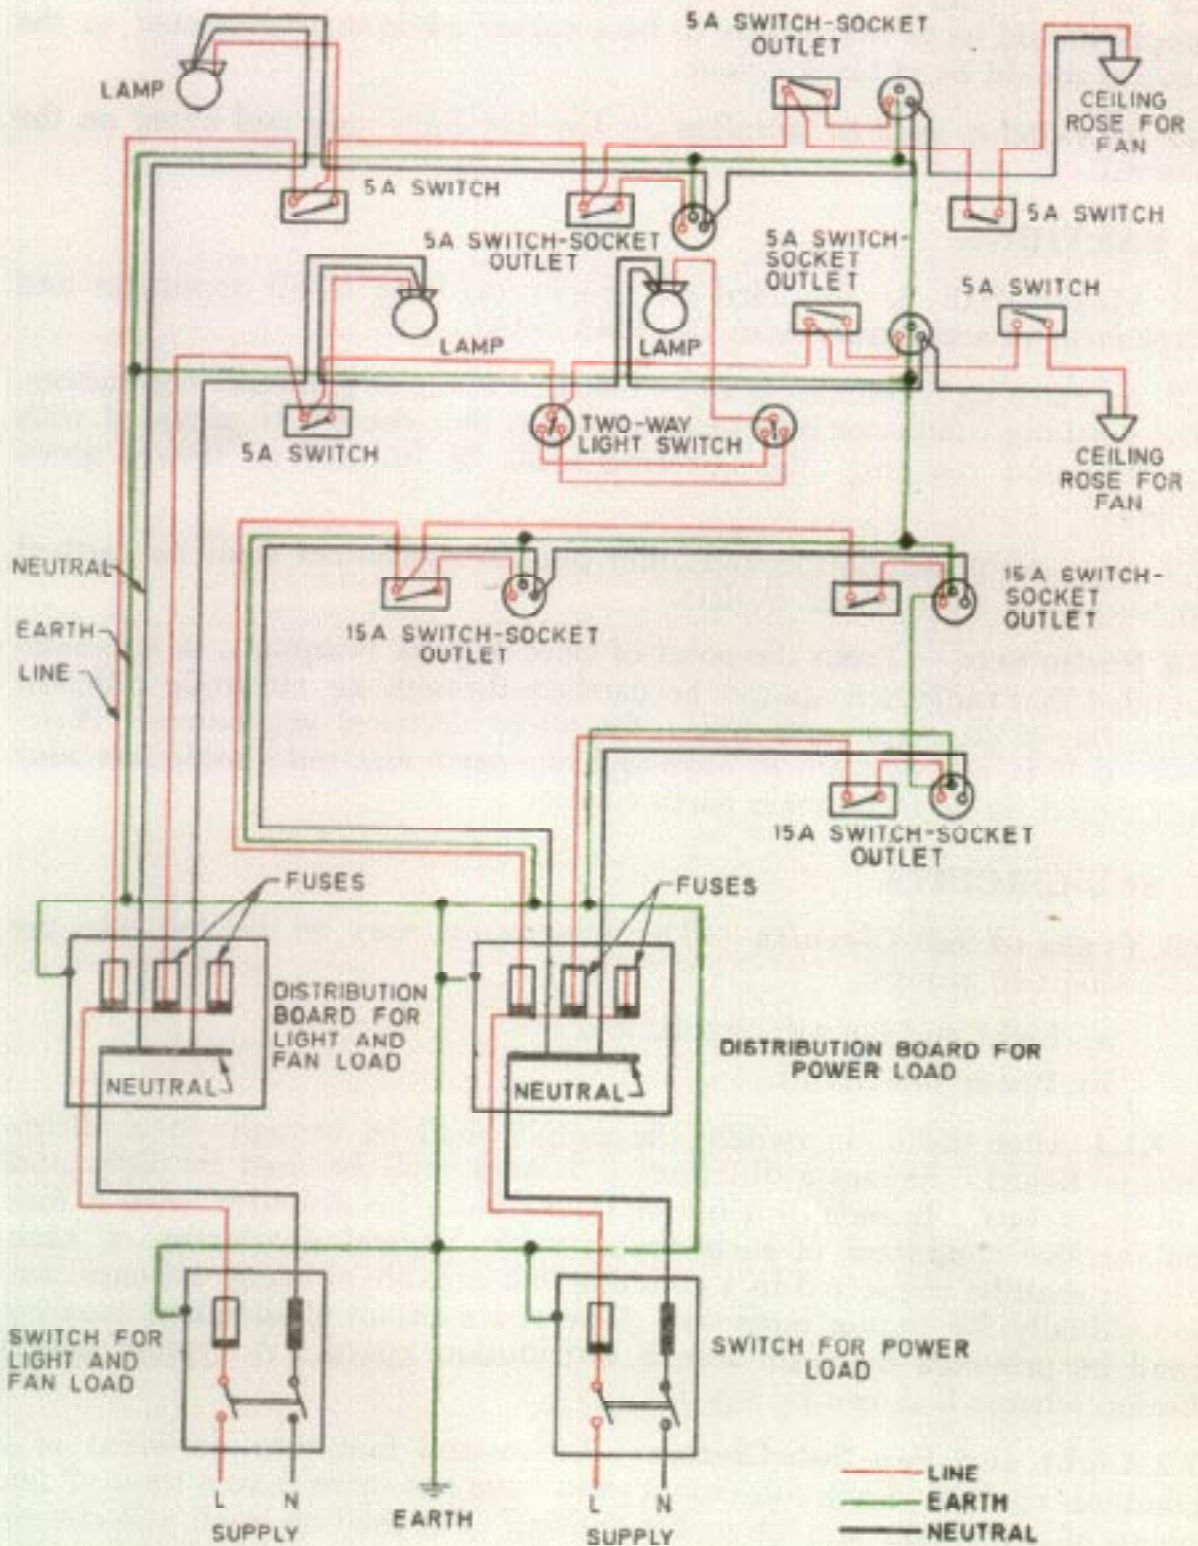 5A SWITCH-SOCKET
OUTLET
LAMP
CEILING
ROSE FOR
FAN
5A SWITCH
5A SWITCH-SOCKET
OUTLET
5A SWITCH-
SOCKET
OUTLET
5A SWITCH
5A SWITCH
LAMP
LAMP
5A SWITCH
TWO-WAY
LIGHT SWITCH
CEILING
ROSE FOR
FAN
NEUTRAL
EARTH
LINE
15A SWITCH-SOCKET
OUTLET
15A SWITCH-
SOCKET
OUTLET
15A SWITCH-SOCKET
OUTLET
FUSES
FUSES
DISTRIBUTION
BOARD FOR
LIGHT AND
FAN LOAD
NEUTRAL
DISTRIBUTION BOARD FOR
POWER LOAD
NEUTRAL
SWITCH FOR
LIGHT AND
FAN LOAD
SWITCH FOR POWER
LOAD
L N
SUPPLY
EARTH
L N
SUPPLY
LINE
EARTH
NEUTRAL